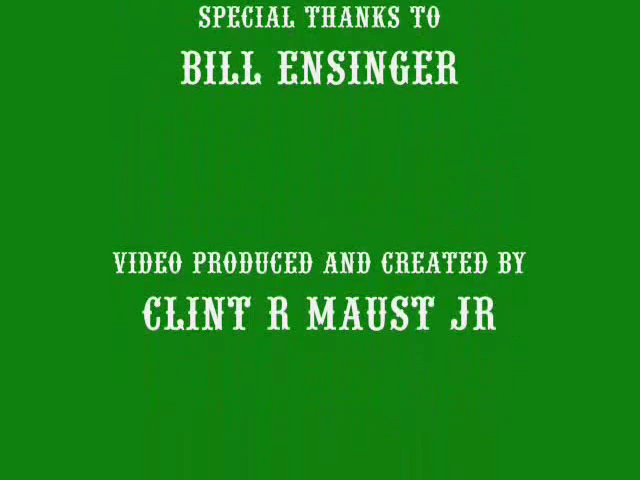 SPECIAL THANKS TO
BILL ENSINGER
VIDEO PRODUCED AND CREATED BY
CLINT R MAUST JR